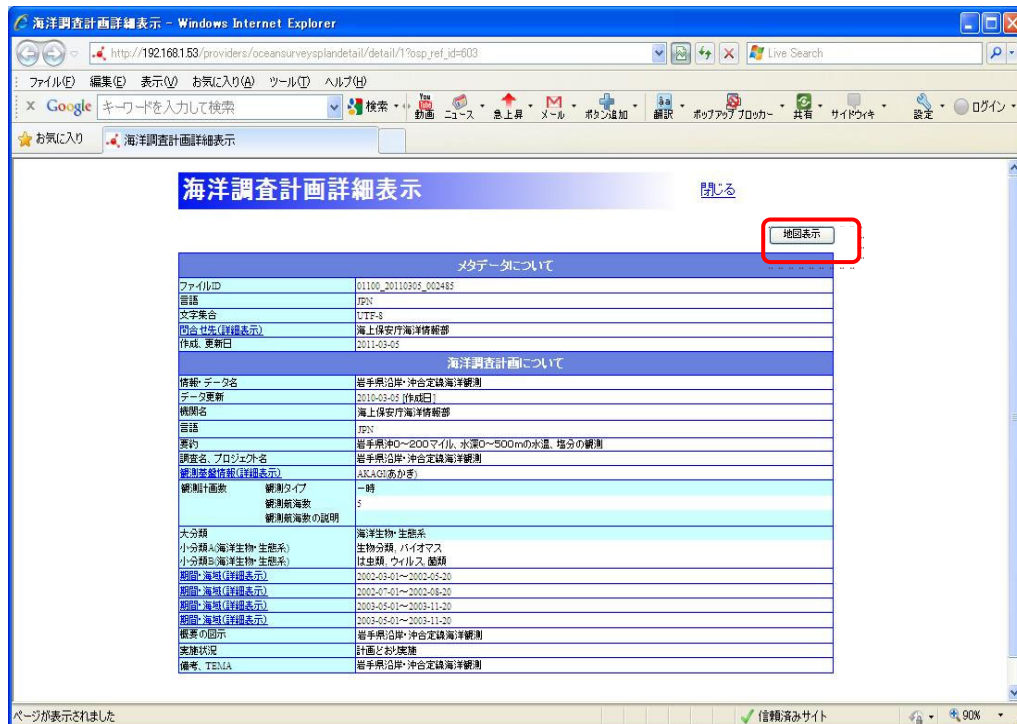 海洋調査計画詳細表示 - Windows Internet Explorer
http://192.168.1.53/providers/oceansurveysplandetail/detail/1?osp_ref_id=603
Live Search
ファイル(F) 編集(E) 表示(V) お気に入り(A) ツール(T) ヘルプ(H)
x Google キーワードを入力して検索 検索 You 動画 ニュース 急上昇 メール ボタン追加 翻訳 ポップアップブロッカー 共有 サイドウィキ 設定 ログイン
お気に入り 海洋調査計画詳細表示
海洋調査計画詳細表示 閉じる
地図表示
メタデータについて
ファイルID 01100_20110305_002485
言語 JPN
文字集合 UTF-8
問合せ先(詳細表示) 海上保安庁海洋情報部
作成、更新日 2011-03-05
海洋調査計画について
情報・データ名 岩手県沿岸・沖合定線海洋観測
データ更新 2010-03-05 [作成日]
機関名 海上保安庁海洋情報部
言語 JPN
要約 岩手県沖0~200マイル、水深0~500mの水温、塩分の観測
調査名、プロジェクト名 岩手県沿岸・沖合定線海洋観測
観測基盤情報(詳細表示) AKAGI(あかぎ)
観測計画数 観測タイプ 一時
観測航海数 5
観測航海数の説明
大分類 海洋生物・生態系
小分類A(海洋生物・生態系) 生物分類, バイオマス
小分類B(海洋生物・生態系) は虫類, ウィルス, 菌類
期間・海域(詳細表示) 2002-03-01～2002-05-20
期間・海域(詳細表示) 2002-07-01～2002-08-20
期間・海域(詳細表示) 2003-05-01～2003-11-20
期間・海域(詳細表示) 2003-05-01～2003-11-20
概要の図示 岩手県沿岸・沖合定線海洋観測
実施状況 計画どおり実施
備考、TEMA 岩手県沿岸・沖合定線海洋観測
ページが表示されました 信頼済みサイト 90%